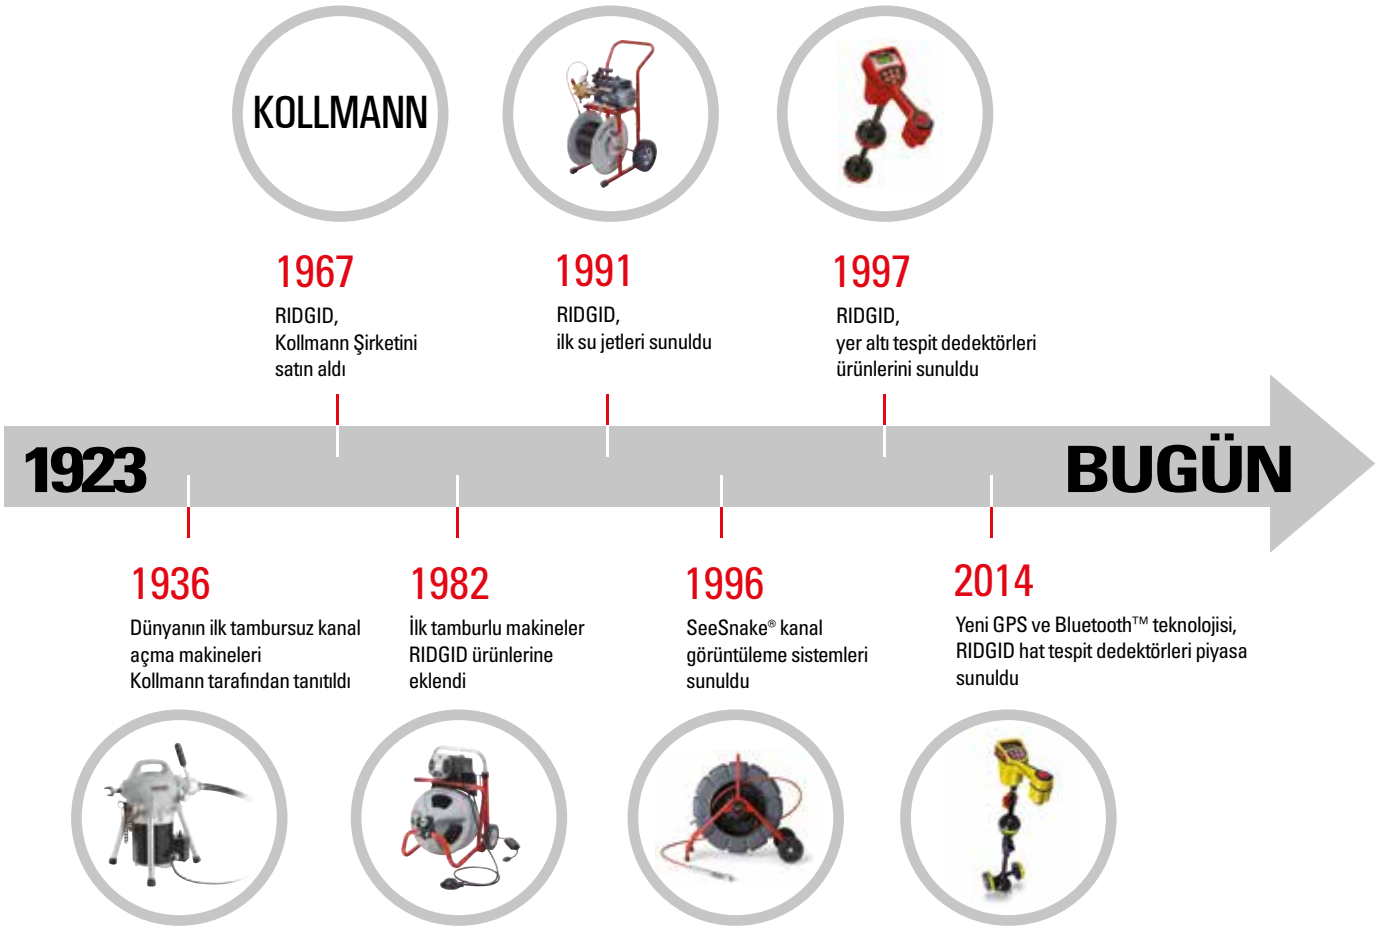 KOLLMANN
1967
RIDGID,
Kollmann Şirketini
satın aldı
1991
RIDGID,
ilk su jetleri sunuldu
1997
RIDGID,
yer altı tespit dedektörleri
ürünlerini sunuldu
1923
BUGÜN
1936
Dünyanın ilk tambursuz kanal
açma makineleri
Kollmann tarafından tanıtıldı
1982
İlk tamburlu makineler
RIDGID ürünlerine
eklendi
1996
SeeSnake® kanal
görüntüleme sistemleri
sunuldu
2014
Yeni GPS ve Bluetooth™ teknolojisi,
RIDGID hat tespit dedektörleri piyasa
sunuldu